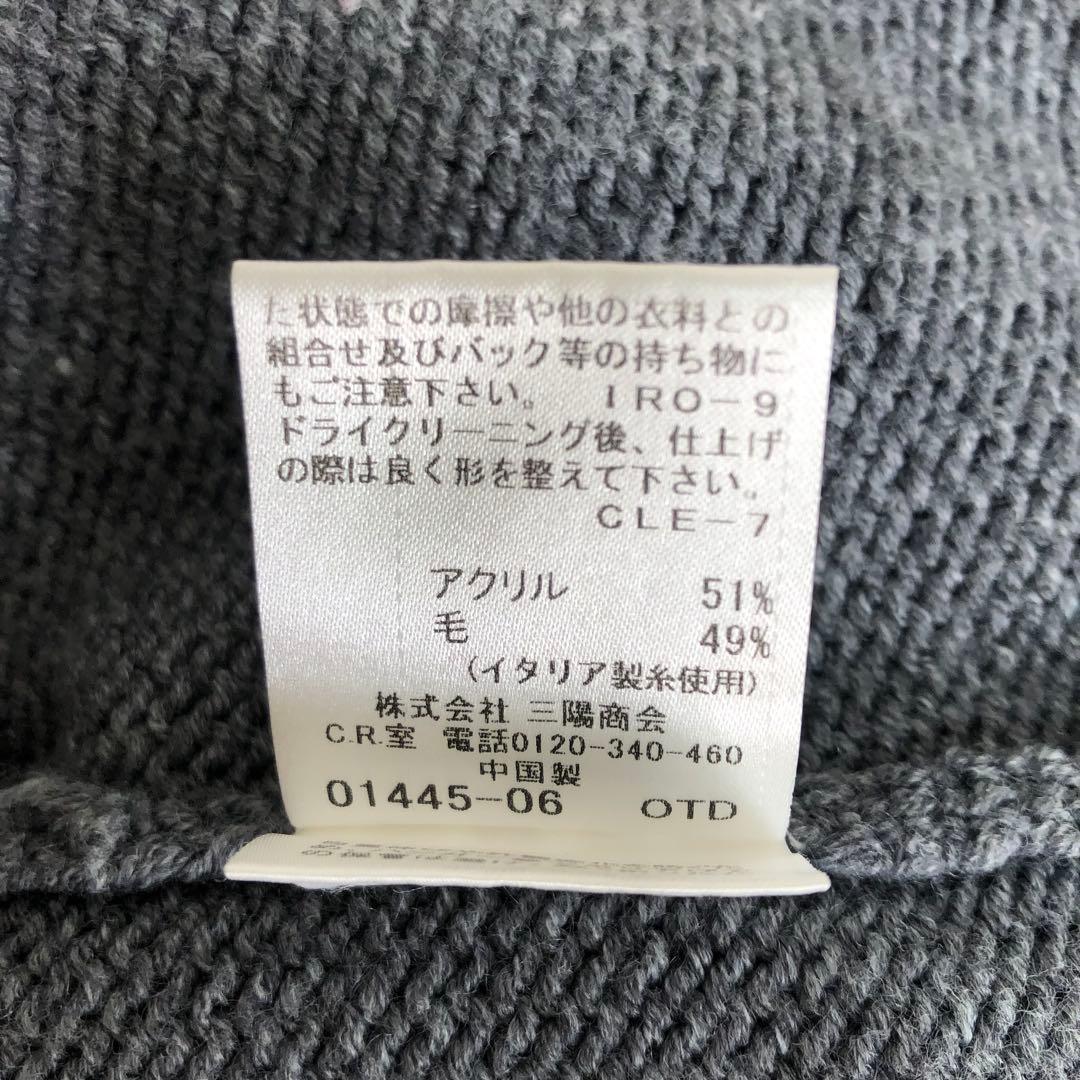 た状態での摩擦や他の衣料との
組合せ及びバック等の持ち物に
もご注意下さい。 IRO-9
ドライクリーニング後、仕上げ
の際は良く形を整えて下さい。
CLE-7
アクリル 51%
毛 49%
(イタリア製糸使用)
株式会社 三陽商会
C.R.室 電話0120-340-460
中国製
01445-06 OTD